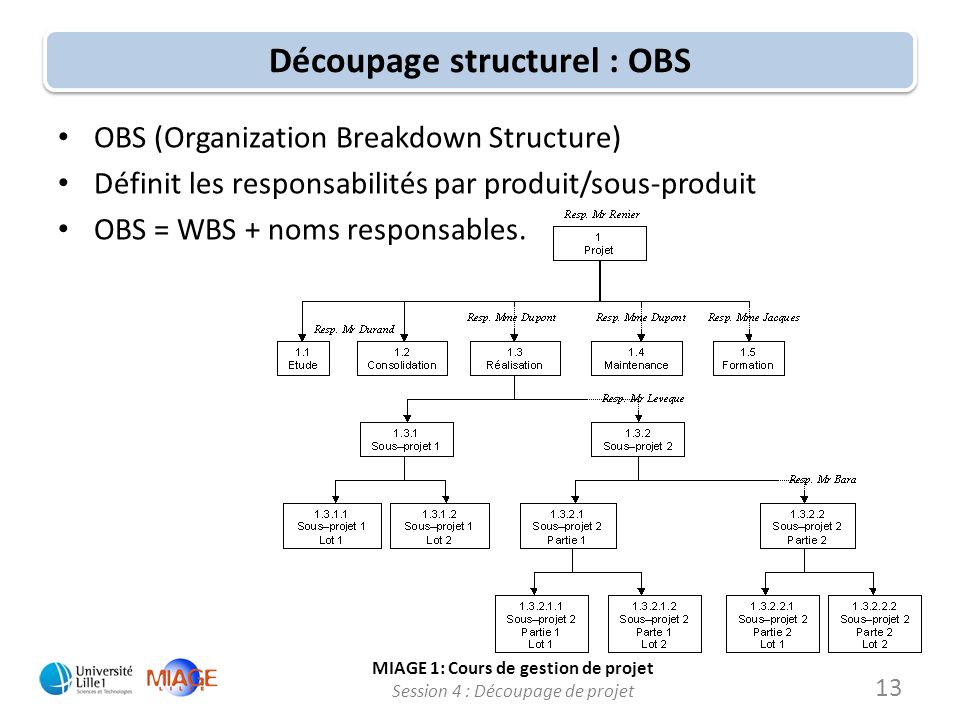 Découpage structurel : OBS
• OBS (Organization Breakdown Structure)
• Définit les responsabilités par produit/sous-produit
• OBS = WBS + noms responsables.
Resp. Mr Renier
1
Projet
Resp. Mr Durand
Resp. Mme Dupont
Resp. Mme Dupont
Resp. Mme Jacques
1.1
Etude
1.2
Consolidation
1.3
Réalisation
1.4
Maintenance
1.5
Formation
Resp. Mr Leveque
1.3.1
Sous-projet 1
1.3.2
Sous-projet 2
Resp. Mr Bara
1.3.1.1
Sous-projet 1
Lot 1
1.3.1.2
Sous-projet 1
Lot 2
1.3.2.1
Sous-projet 2
Partie 1
1.3.2.2
Sous-projet 2
Partie 2
1.3.2.1.1
Sous-projet 2
Partie 1
Lot 1
1.3.2.1.2
Sous-projet 2
Parte 1
Lot 2
1.3.2.2.1
Sous-projet 2
Partie 2
Lot 1
1.3.2.2.2
Sous-projet 2
Parte 2
Lot 2
Université
Lille1
Sciences et Technologies
MIAGE
LILLE
MIAGE 1: Cours de gestion de projet
Session 4 : Découpage de projet
13